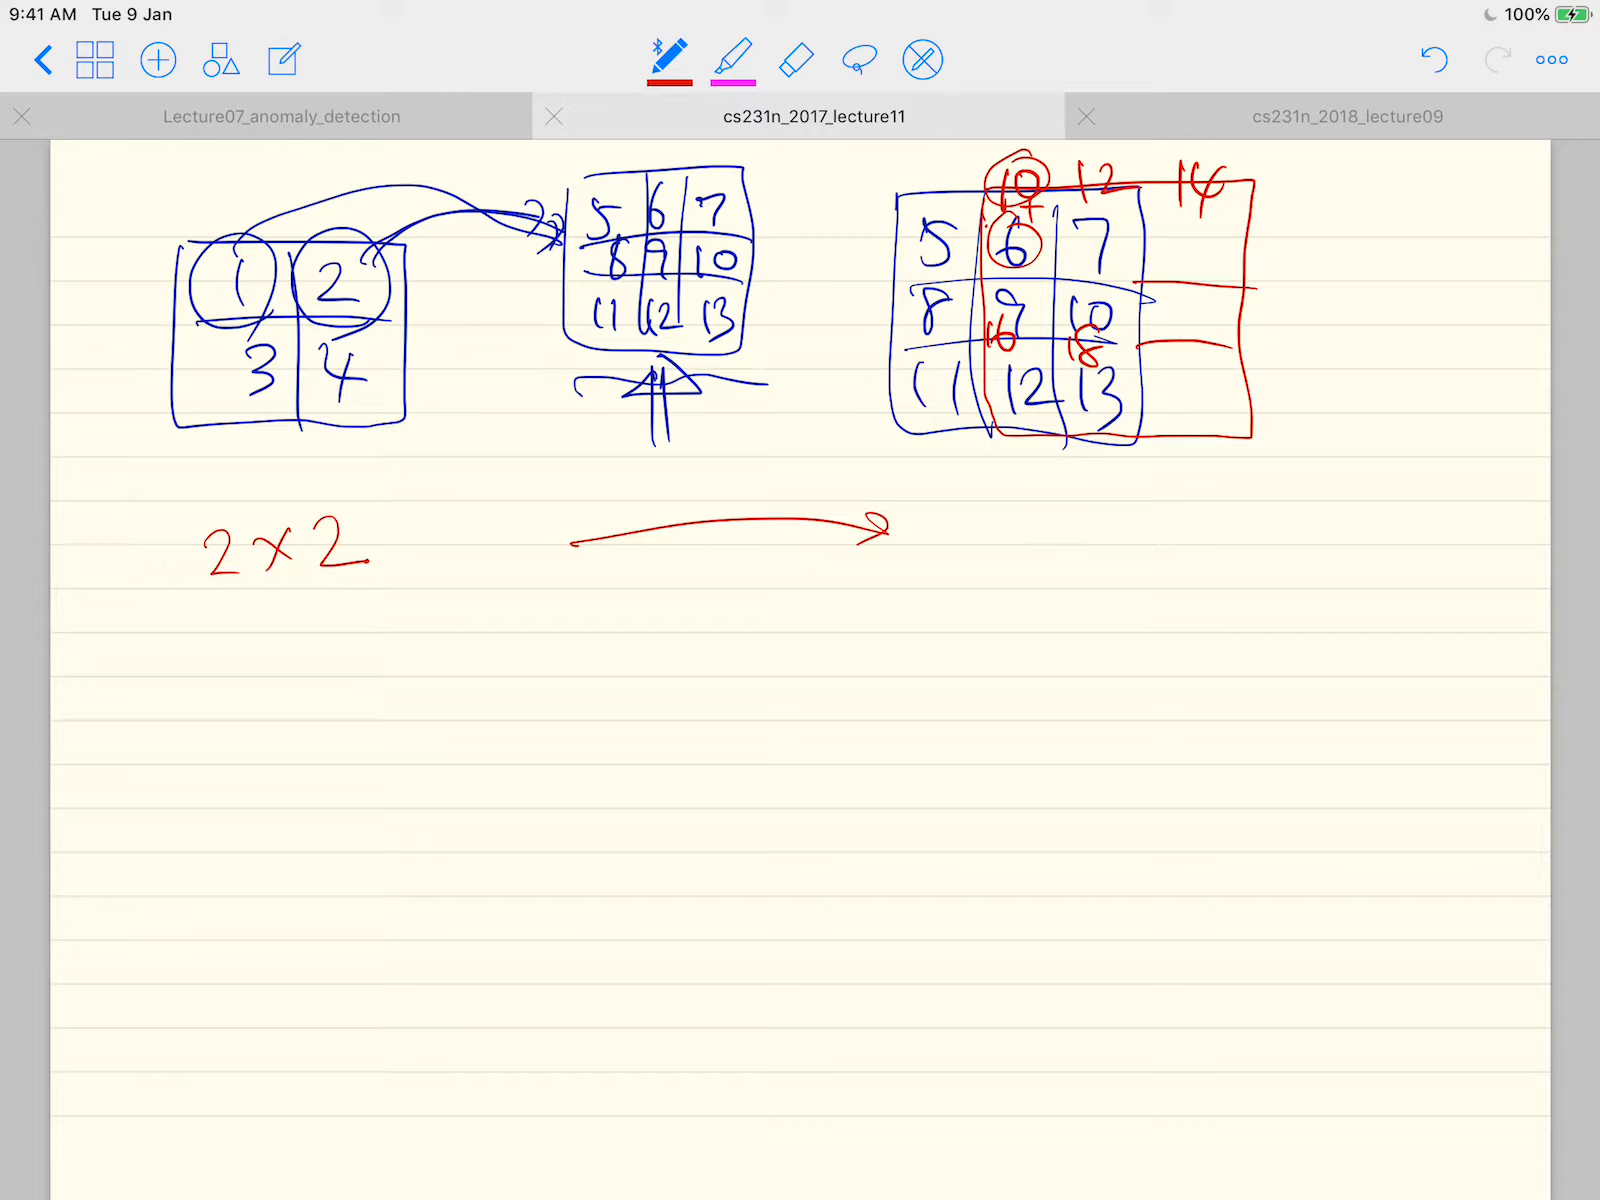 9:41 AM Tue 9 Jan 100%
Lecture07_anomaly_detection cs231n_2017_lecture11 cs231n_2018_lecture09
1 2
3 4
5 6 7
8 9 10
11 12 13
10 12 14
+
5 6 7
8 9 10
16 18
11 12 13
2 × 2